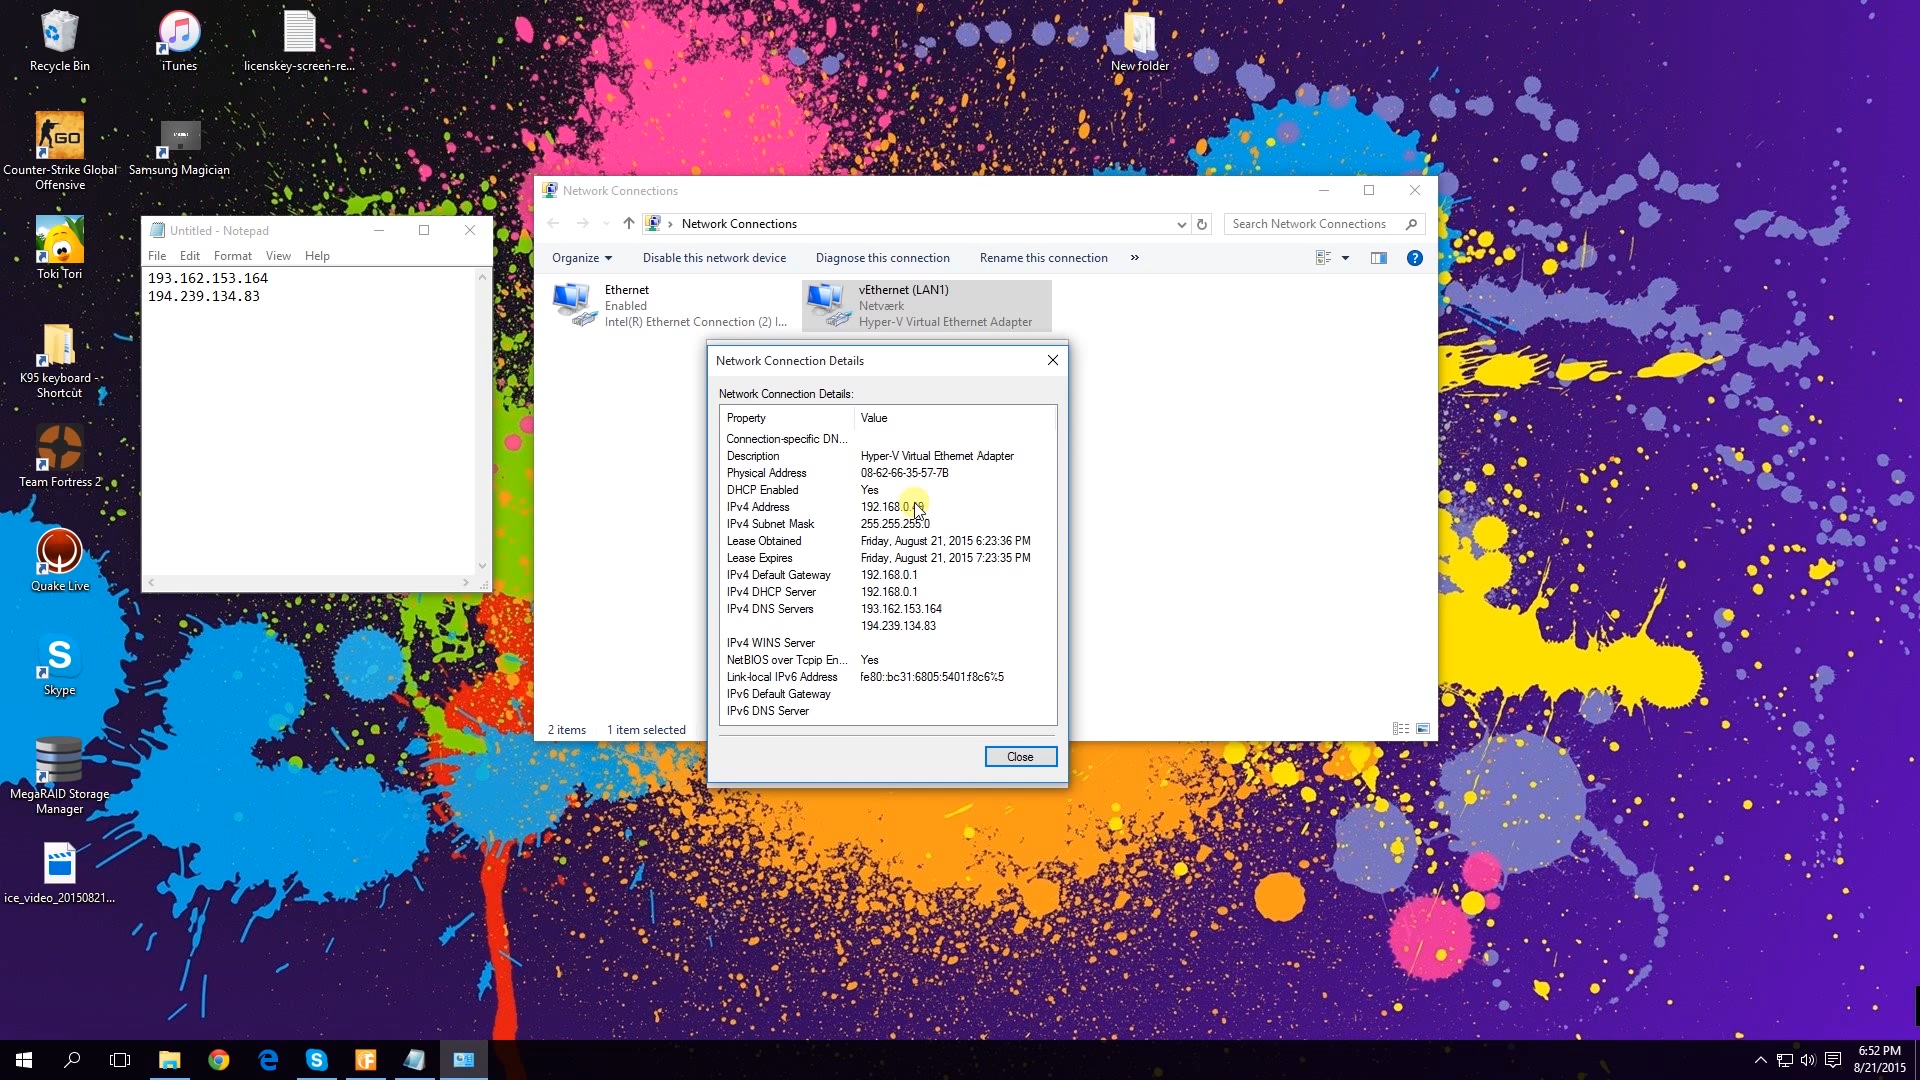 Recycle Bin
iTunes
licenskey-screen-re...
New folder
Counter-Strike Global
Offensive
Samsung Magician
Toki Tori
K95 keyboard -
Shortcut
Team Fortress 2
Quake Live
Skype
MegaRAID Storage
Manager
ice_video_20150821...
Untitled - Notepad
File Edit Format View Help
193.162.153.164
194.239.134.83
Network Connections
Network Connections
Search Network Connections
Organize Disable this network device Diagnose this connection Rename this connection »
Ethernet
Enabled
Intel(R) Ethernet Connection (2) I...
vEthernet (LAN1)
Netværk
Hyper-V Virtual Ethernet Adapter
2 items 1 item selected
Network Connection Details
Network Connection Details:
Property Value
Connection-specific DN...
Description Hyper-V Virtual Ethernet Adapter
Physical Address 08-62-66-35-57-7B
DHCP Enabled Yes
IPv4 Address
IPv4 Subnet Mask 255.255.255.0
Lease Obtained Friday, August 21, 2015 6:23:36 PM
Lease Expires Friday, August 21, 2015 7:23:35 PM
IPv4 Default Gateway 192.168.0.1
IPv4 DHCP Server 192.168.0.1
IPv4 DNS Servers 193.162.153.164
194.239.134.83
IPv4 WINS Server
NetBIOS over Tcpip En... Yes
Link-local IPv6 Address fe80::bc31:6805:5401:f8c6%5
IPv6 Default Gateway
IPv6 DNS Server
Close
6:52 PM
8/21/2015